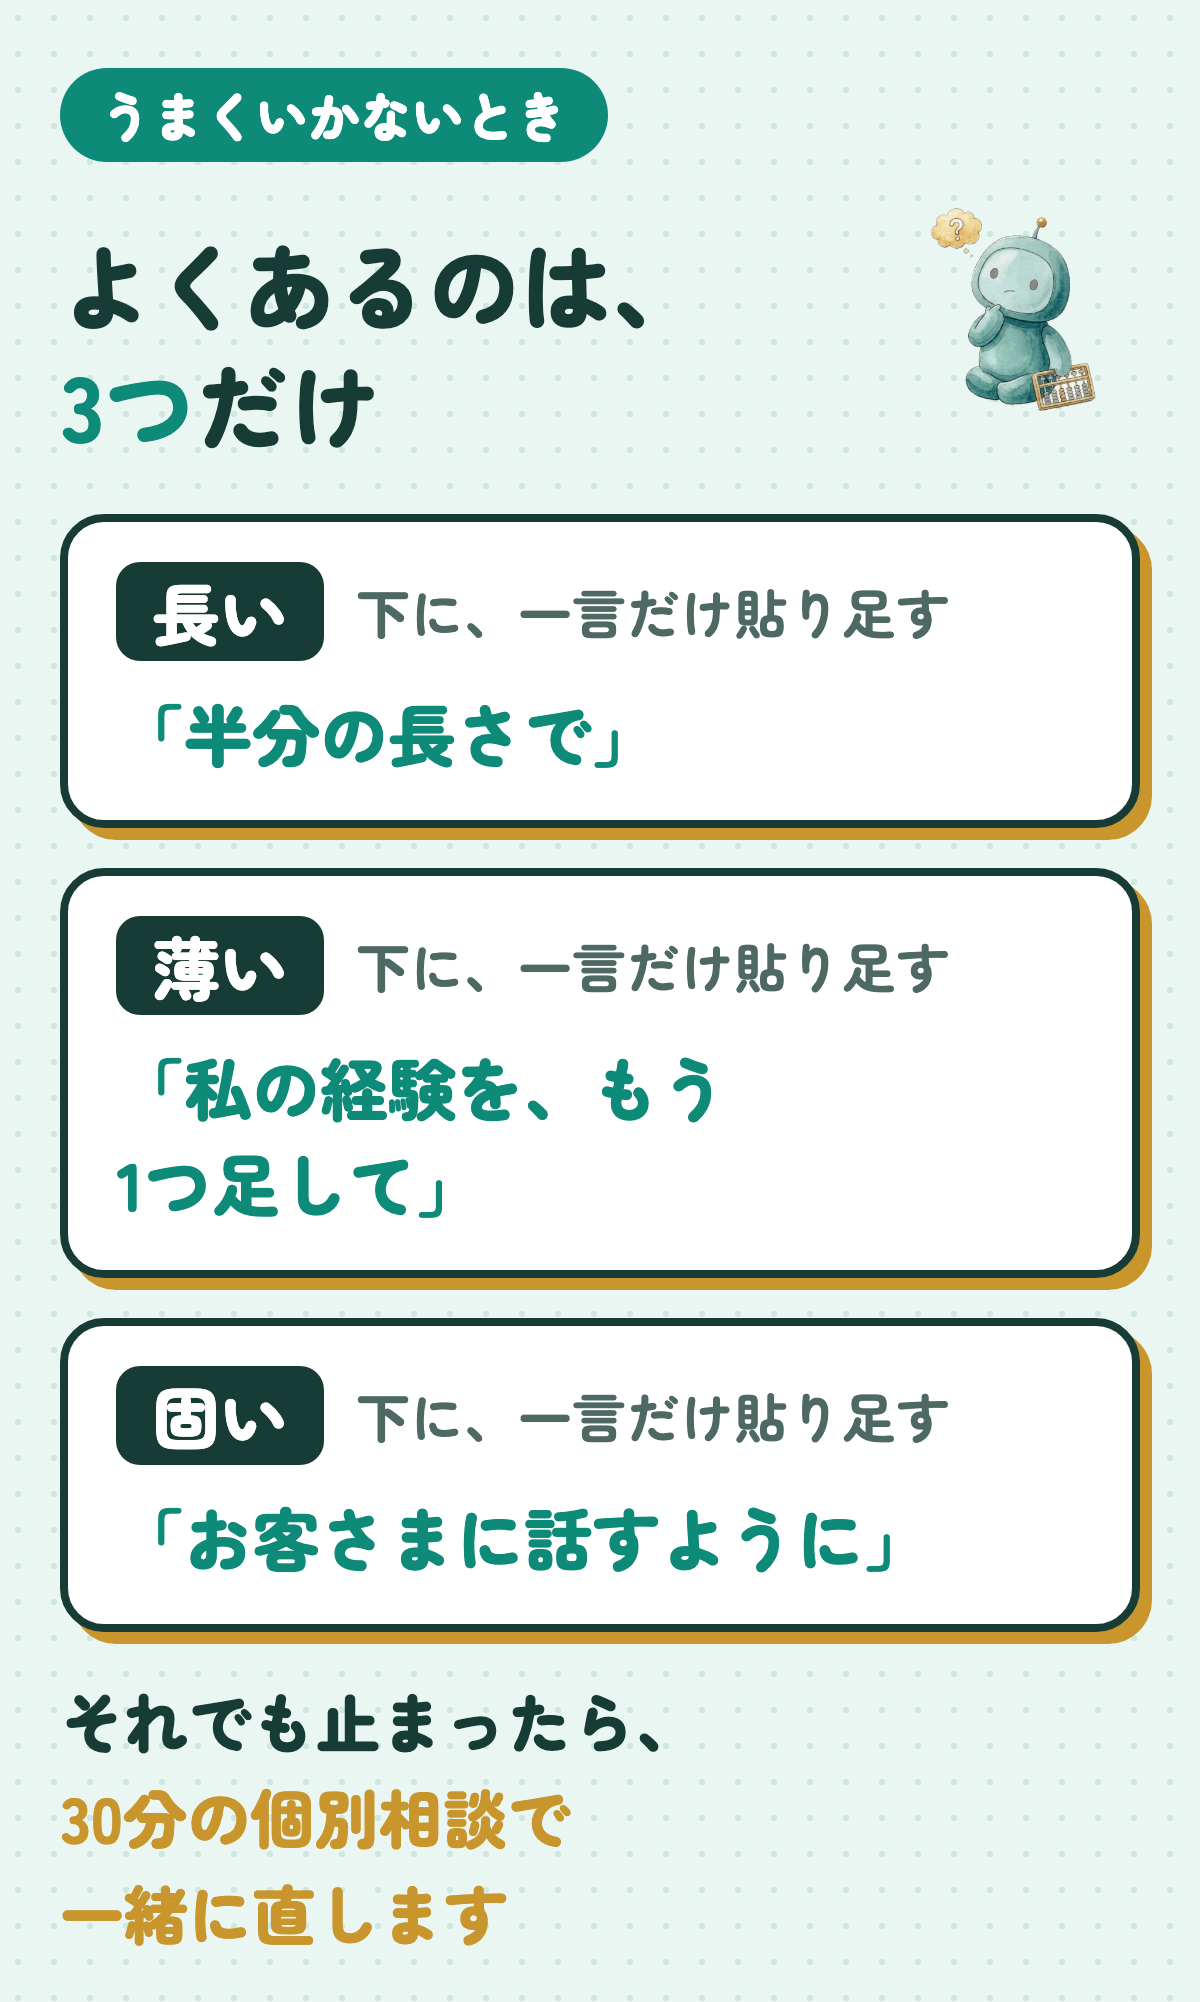 うまくいかないとき
よくあるのは、
?
3つだけ
長い 下に、一言だけ貼り足す
「半分の長さで」
薄い 下に、一言だけ貼り足す
「私の経験を、もう
1つ足して」
固い 下に、一言だけ貼り足す
「お客さまに話すように」
それでも止まったら、
30分の個別相談で
一緒に直します